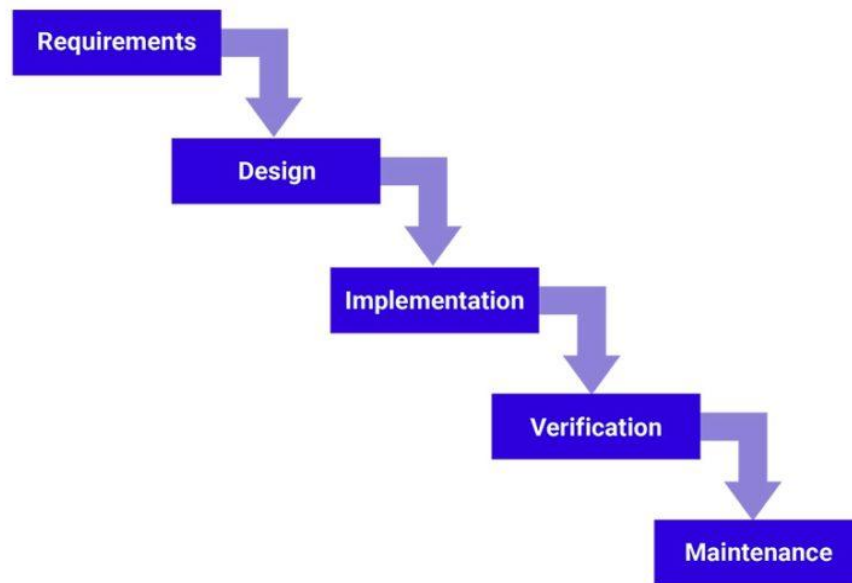 Requirements
Design
Implementation
Verification
Maintenance